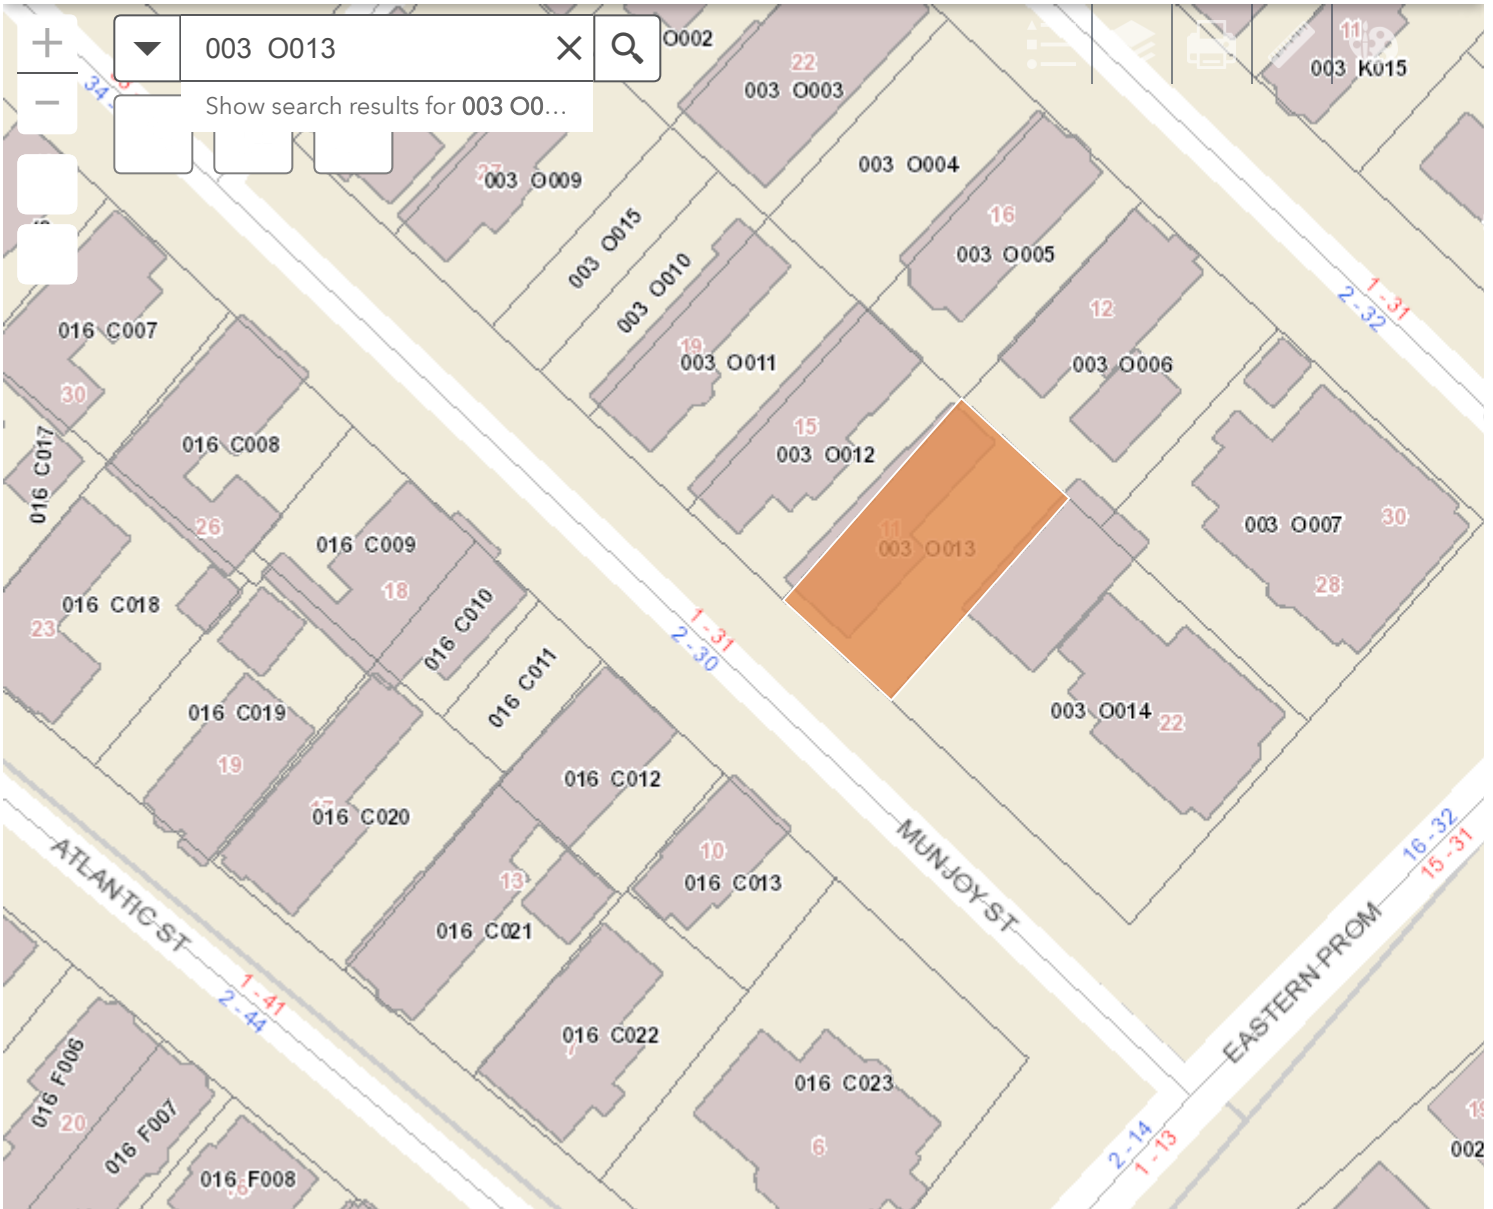 003 O013
Show search results for 003 O0...
O002
22
003 O003
11
003 K015
34 -
003 O009
003 O004
003 O015
16
003 O005
003 O010
12
1 - 31
2 - 32
016 C007
19
003 O011
003 O006
30
15
003 O012
016 C008
016 C017
26
11
003 O013
003 O007
30
28
016 C009
18
016 C010
016 C018
23
1 - 31
2 - 30
016 C011
016 C019
19
003 O014
22
016 C012
17
016 C020
10
016 C013
13
016 C021
MUNJOY ST
ATLANTIC ST
16 - 32
15 - 31
EASTERN PROM
1 - 41
2 - 44
016 C022
7
016 C023
6
016 F006
20
016 F007
016 F008
2 - 14
1 - 13
19
002